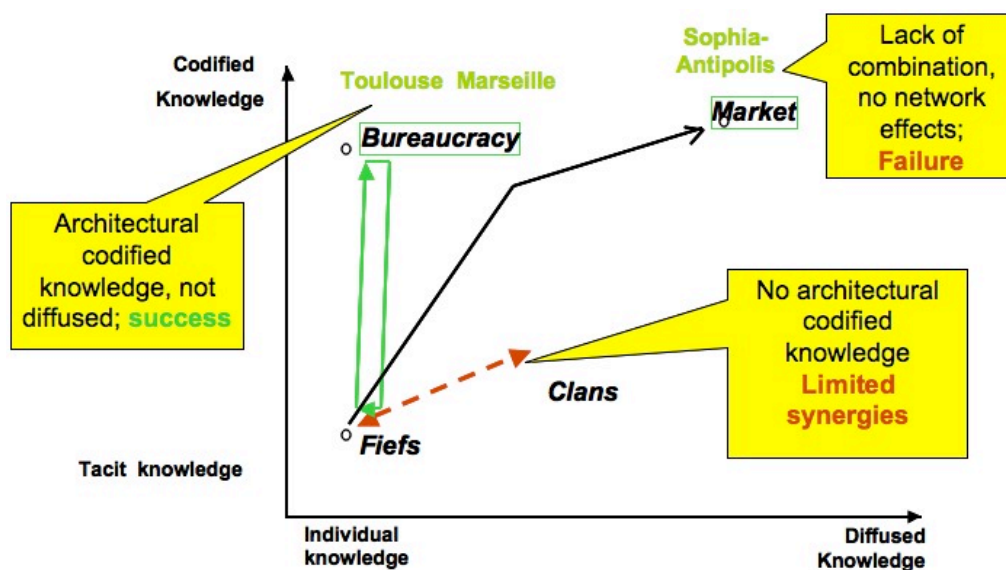 Codified
Knowledge
Toulouse Marseille
Bureaucracy
Sophia-
Antipolis
Market
Lack of
combination,
no network
effects;
Failure
Architectural
codified
knowledge, not
diffused; success
No architectural
codified
knowledge
Limited
synergies
Clans
Fiefs
Tacit knowledge
Individual
knowledge
Diffused
Knowledge